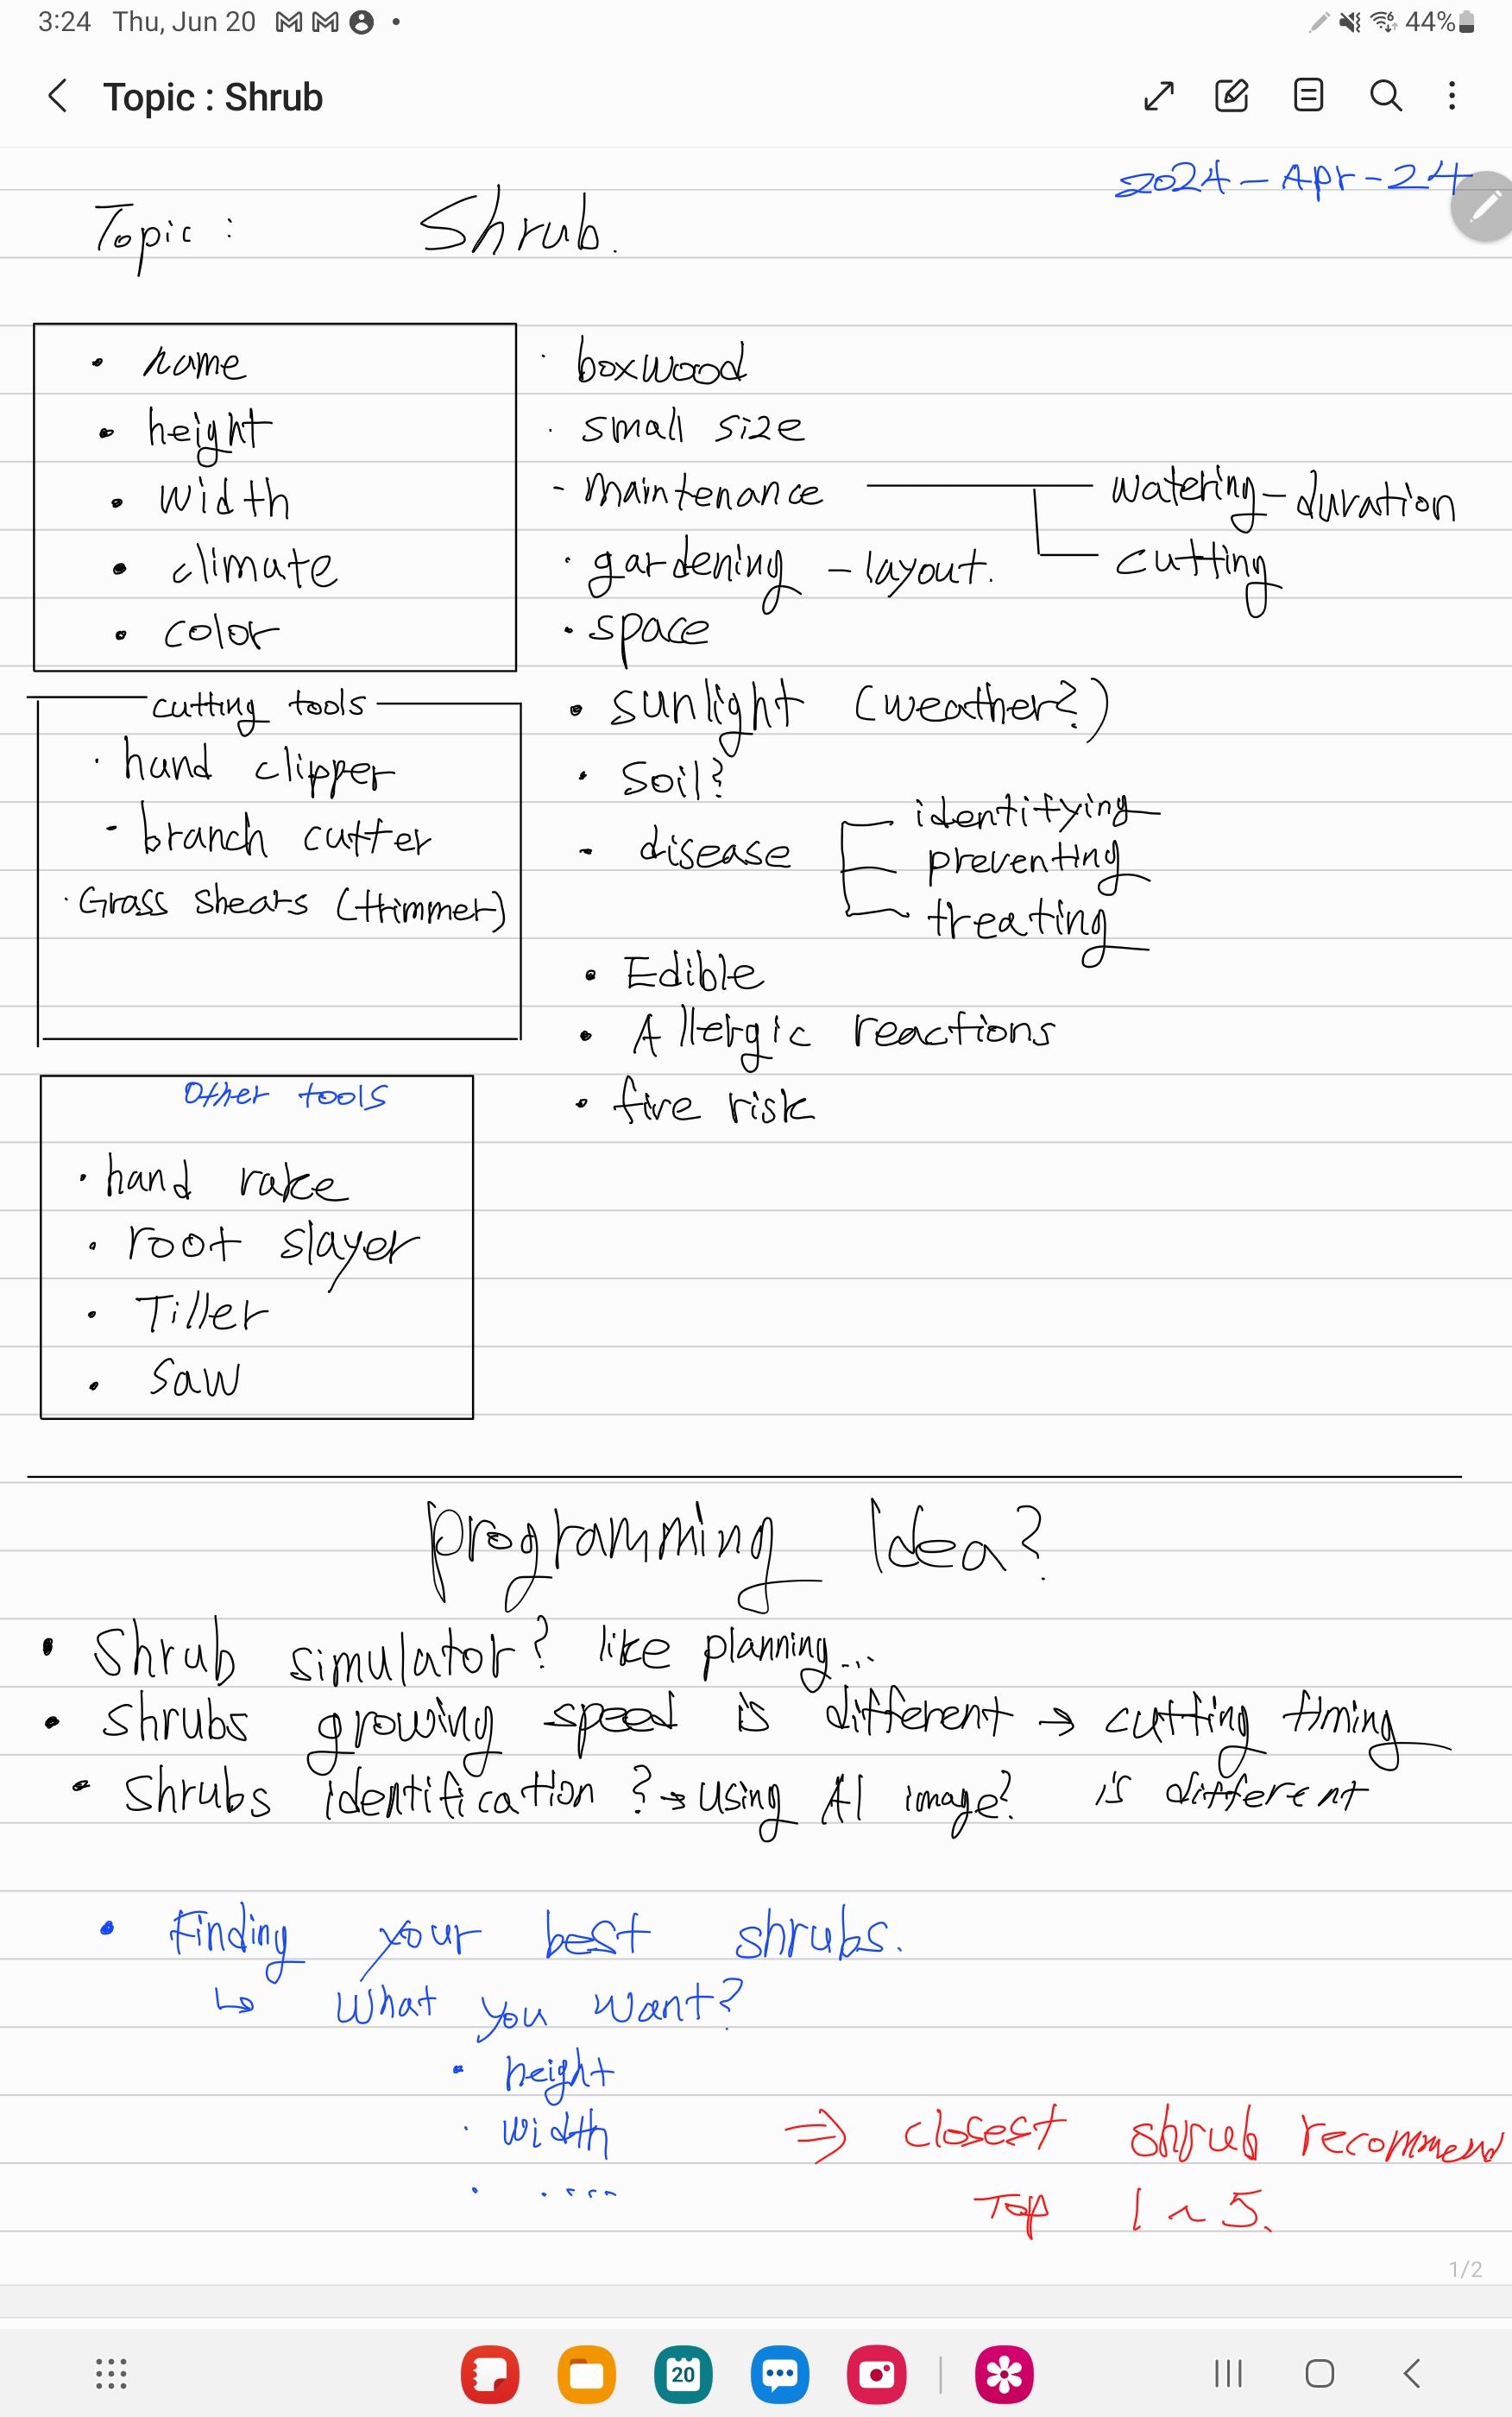 3:24 Thu, Jun 20
44%
Topic : Shrub
2024-Apr-24
Topic : Shrub.
• name
• height
• width
• climate
• color
· boxwood
· small size
- maintenance
watering - duration
cutting
· gardening - layout.
· space
• sunlight (weather?)
• Soil?
- disease
identifying
preventing
treating
• Edible
• Allergic reactions
• fire risk
cutting tools
· hand clipper
- branch cutter
· Grass shears (trimmer)
Other tools
· hand rake
· root slayer
· Tiller
· saw
programming Idea?
• Shrub simulator? like planning...
• shrubs growing speed is different → cutting timing
is different
• Shrubs identification ? → using AI image?
• Finding your best shrubs.
↳ What you want?
• height
· width
· ....
⇒ closest shrub recommend
Top 1 ~ 5.
1/2
20